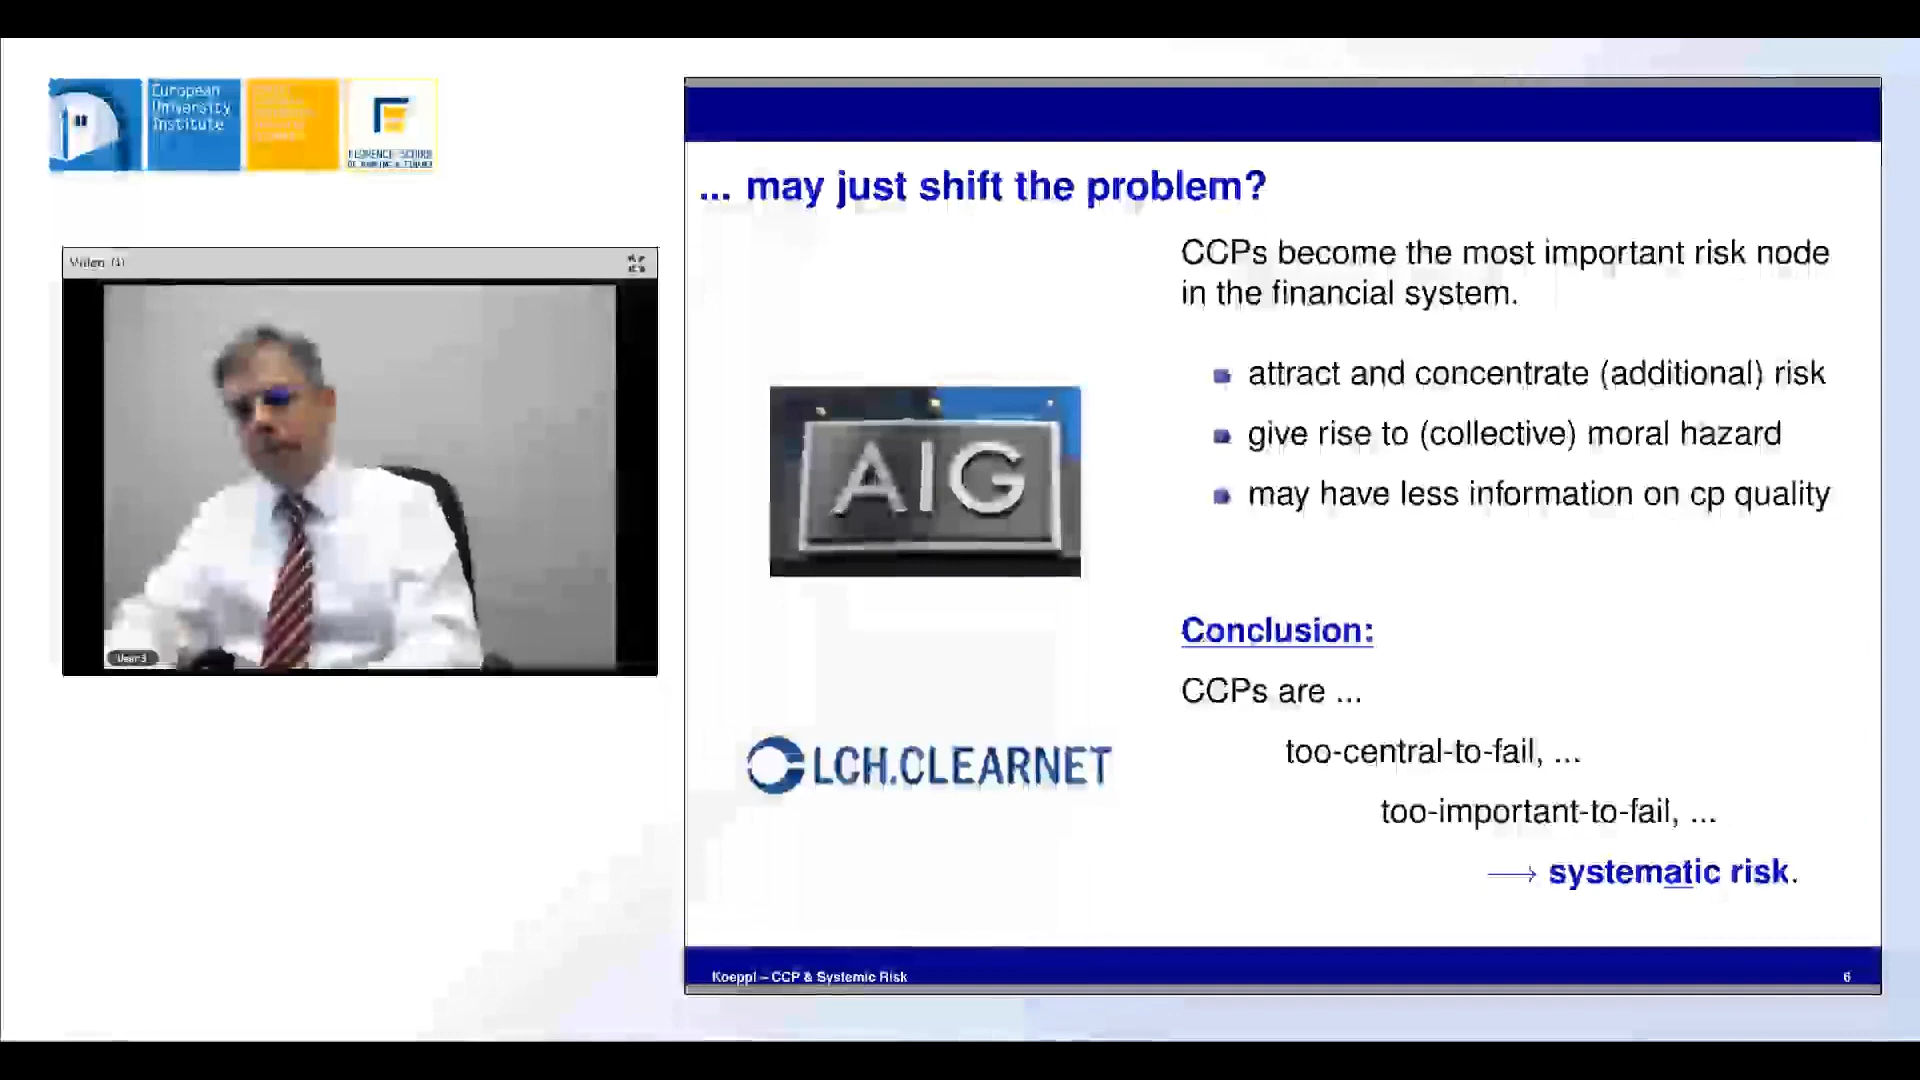 European
University
Institute
FLORENCE SCHOOL
OF BANKING & FINANCE
Video (1)
User 3
... may just shift the problem?
CCPs become the most important risk node
in the financial system.
attract and concentrate (additional) risk
give rise to (collective) moral hazard
may have less information on cp quality
AIG
Conclusion:
CCPs are ...
LCH.CLEARNET
too-central-to-fail, ...
too-important-to-fail, ...
⟶ systematic risk.
Koeppl – CCP & Systemic Risk
6